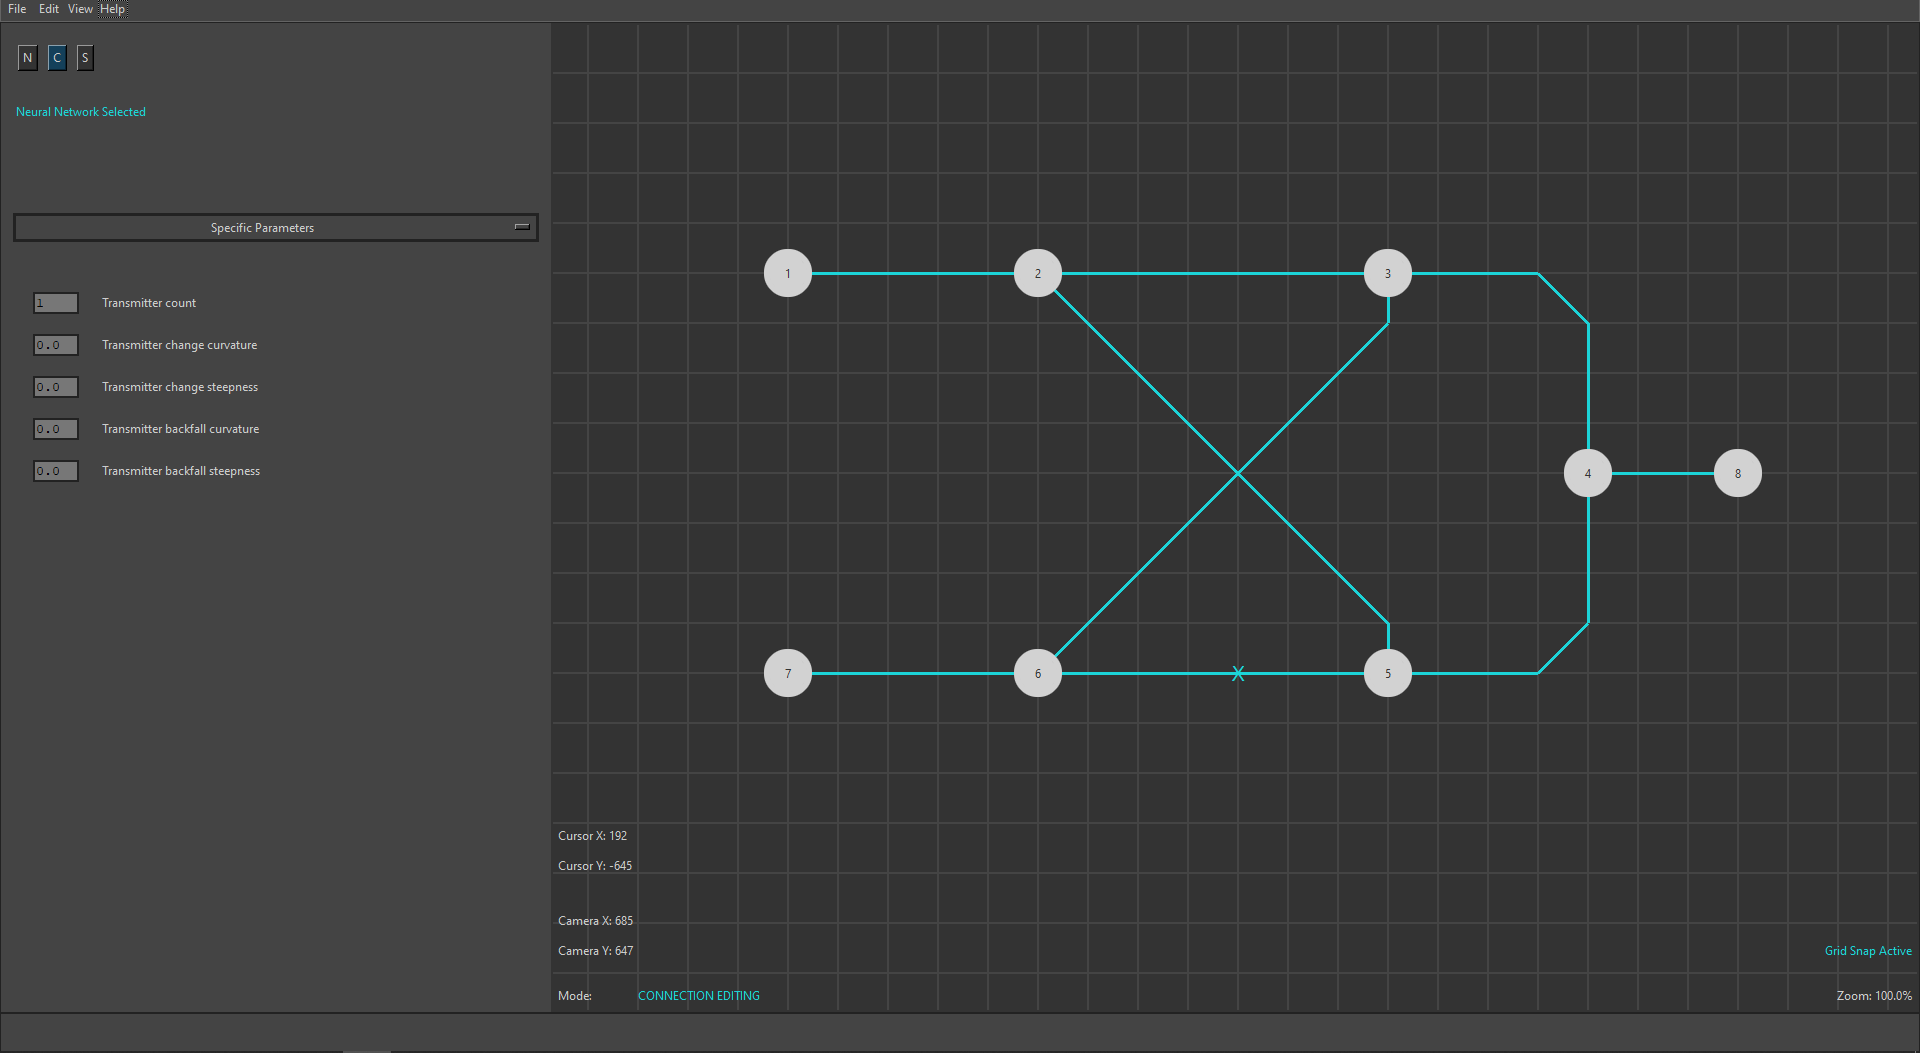 File Edit View Help
N C S
Neural Network Selected
Specific Parameters
1 Transmitter count
0.0 Transmitter change curvature
0.0 Transmitter change steepness
0.0 Transmitter backfall curvature
0.0 Transmitter backfall steepness
1 2 3
4 8
7 6 X 5
Cursor X: 192
Cursor Y: -645
Camera X: 685
Camera Y: 647
Grid Snap Active
Mode: CONNECTION EDITING
Zoom: 100.0%